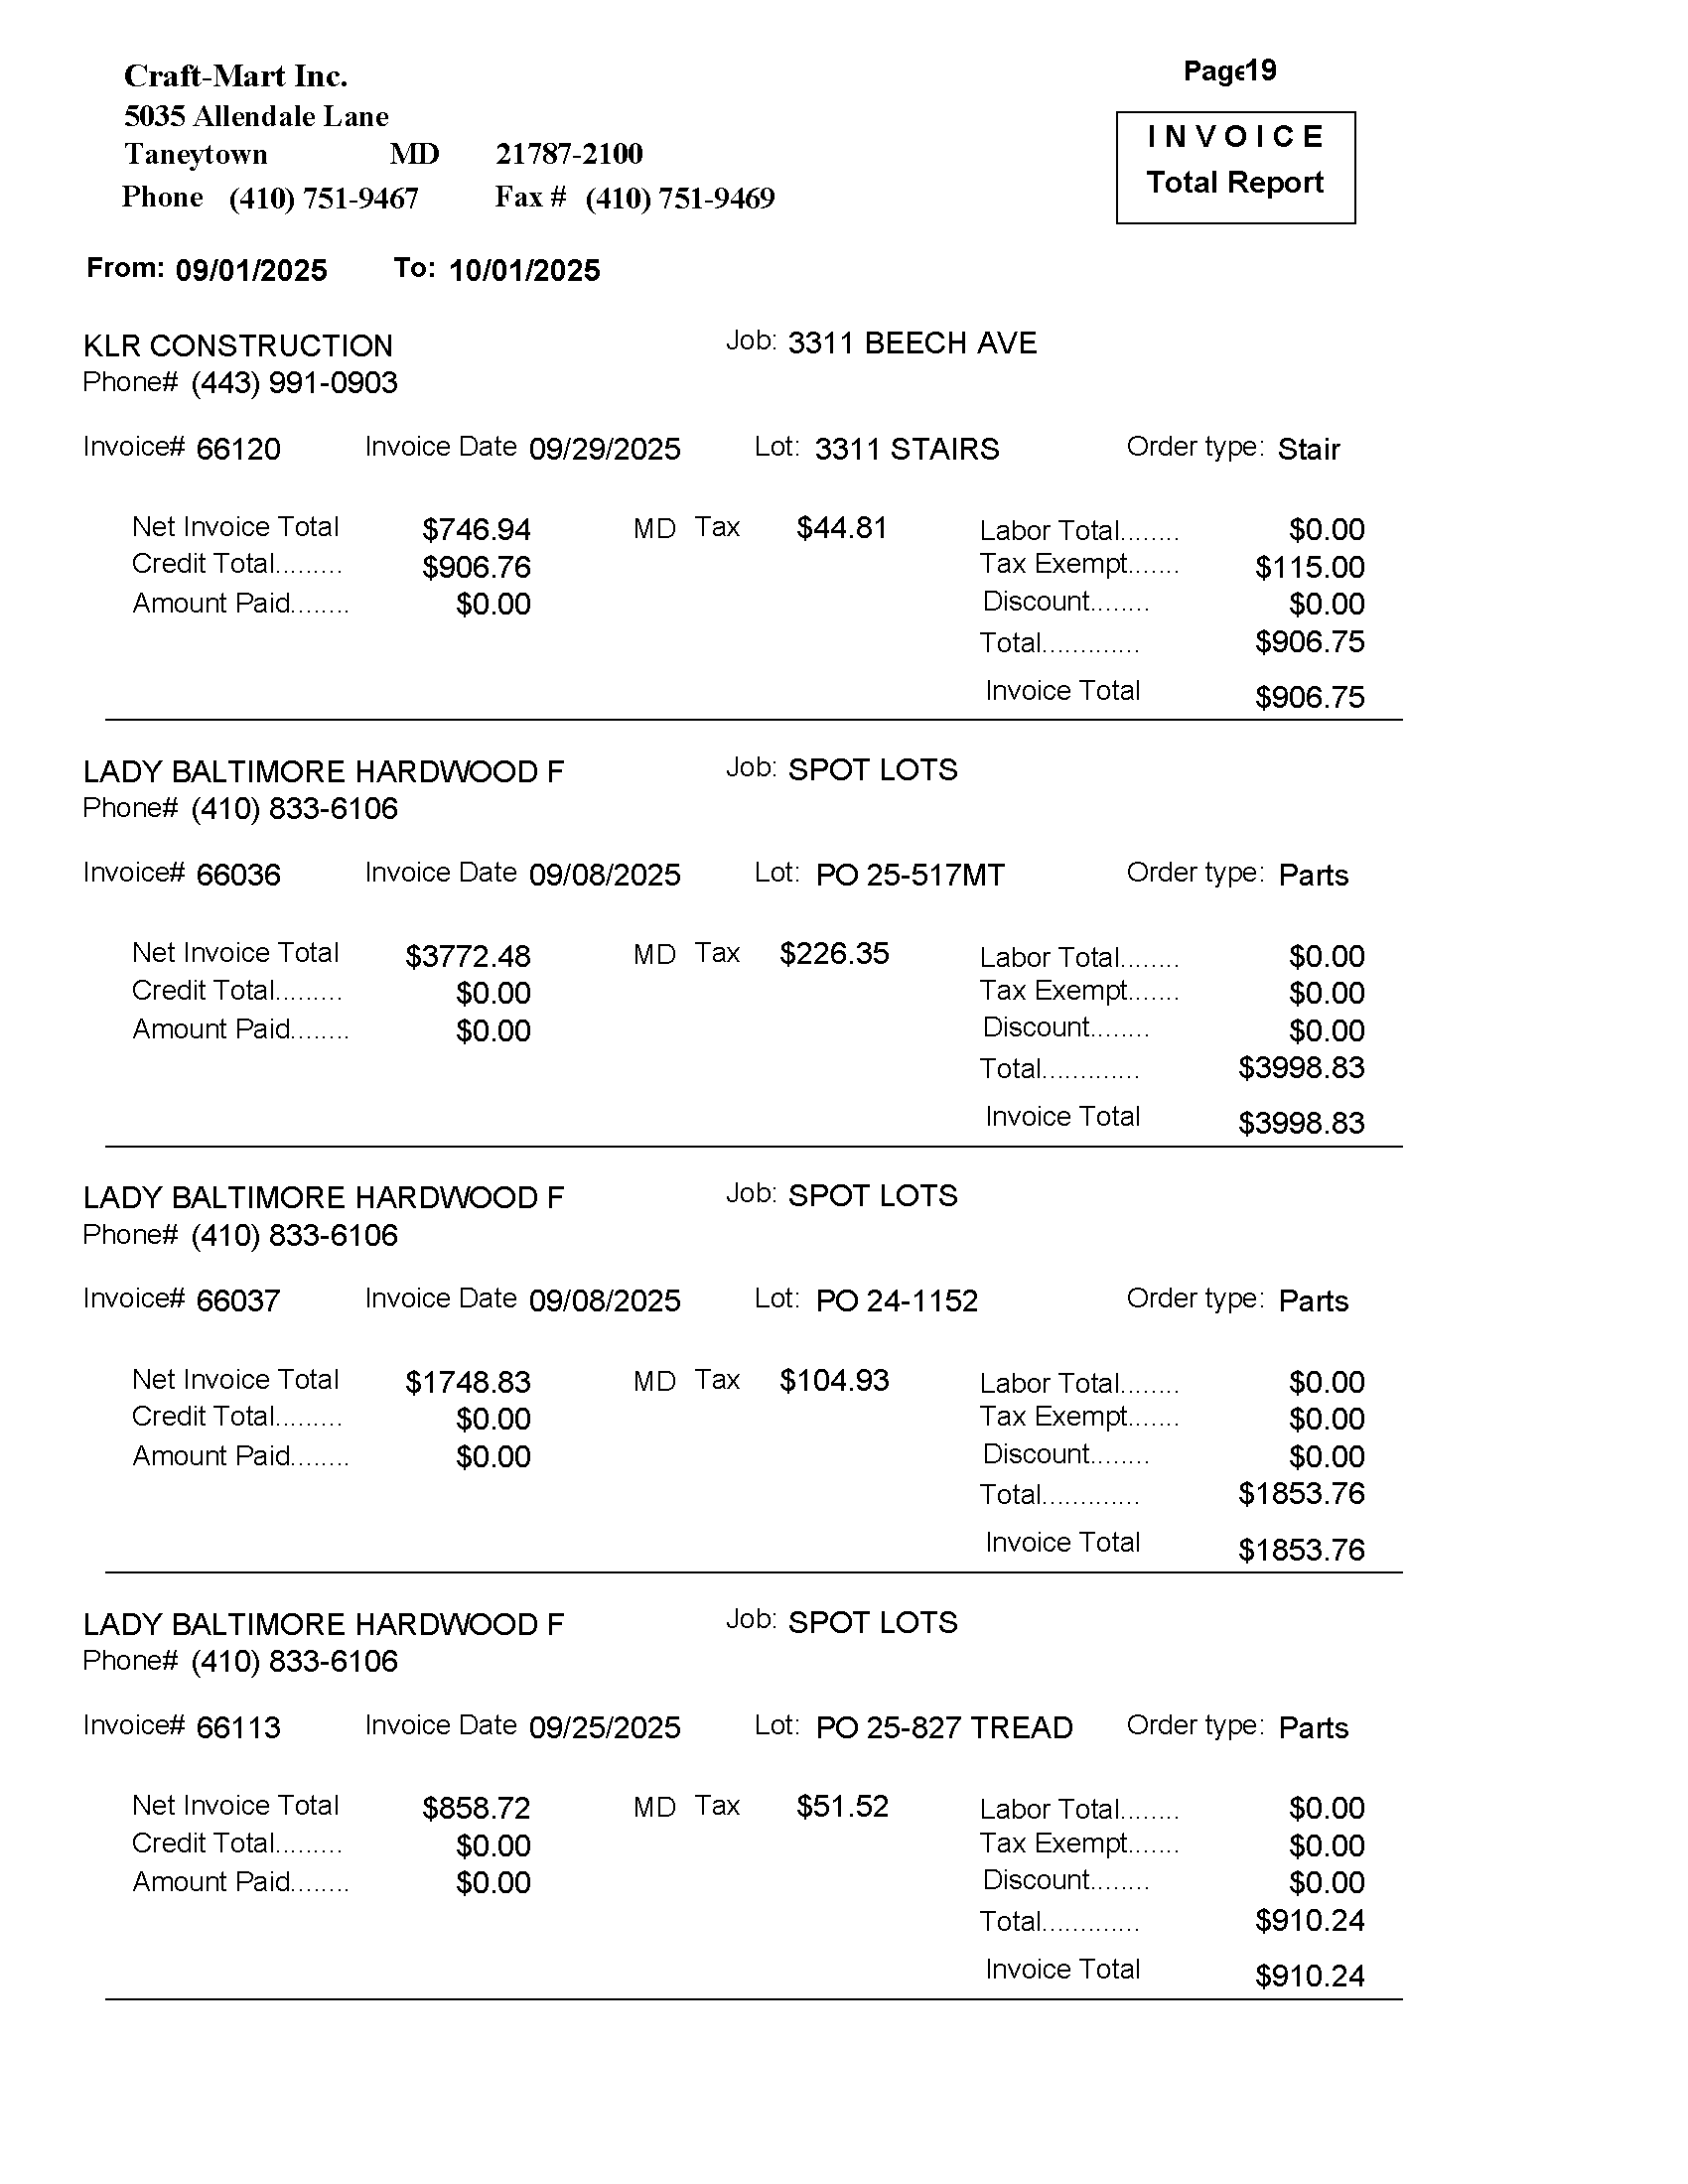 Craft-Mart Inc.
Page19
5035 Allendale Lane
INVOICE
Taneytown MD 21787-2100
Total Report
Phone (410) 751-9467 Fax # (410) 751-9469
From: 09/01/2025 To: 10/01/2025
KLR CONSTRUCTION Job: 3311 BEECH AVE
Phone# (443) 991-0903
Invoice# 66120 Invoice Date 09/29/2025 Lot: 3311 STAIRS Order type: Stair
Net Invoice Total $746.94 MD Tax $44.81 Labor Total........ $0.00
Credit Total......... $906.76 Tax Exempt....... $115.00
Amount Paid........ $0.00 Discount........ $0.00
Total............. $906.75
Invoice Total $906.75
LADY BALTIMORE HARDWOOD F Job: SPOT LOTS
Phone# (410) 833-6106
Invoice# 66036 Invoice Date 09/08/2025 Lot: PO 25-517MT Order type: Parts
Net Invoice Total $3772.48 MD Tax $226.35 Labor Total........ $0.00
Credit Total......... $0.00 Tax Exempt....... $0.00
Amount Paid........ $0.00 Discount........ $0.00
Total............. $3998.83
Invoice Total $3998.83
LADY BALTIMORE HARDWOOD F Job: SPOT LOTS
Phone# (410) 833-6106
Invoice# 66037 Invoice Date 09/08/2025 Lot: PO 24-1152 Order type: Parts
Net Invoice Total $1748.83 MD Tax $104.93 Labor Total........ $0.00
Credit Total......... $0.00 Tax Exempt....... $0.00
Amount Paid........ $0.00 Discount........ $0.00
Total............. $1853.76
Invoice Total $1853.76
LADY BALTIMORE HARDWOOD F Job: SPOT LOTS
Phone# (410) 833-6106
Invoice# 66113 Invoice Date 09/25/2025 Lot: PO 25-827 TREAD Order type: Parts
Net Invoice Total $858.72 MD Tax $51.52 Labor Total........ $0.00
Credit Total......... $0.00 Tax Exempt....... $0.00
Amount Paid........ $0.00 Discount........ $0.00
Total............. $910.24
Invoice Total $910.24